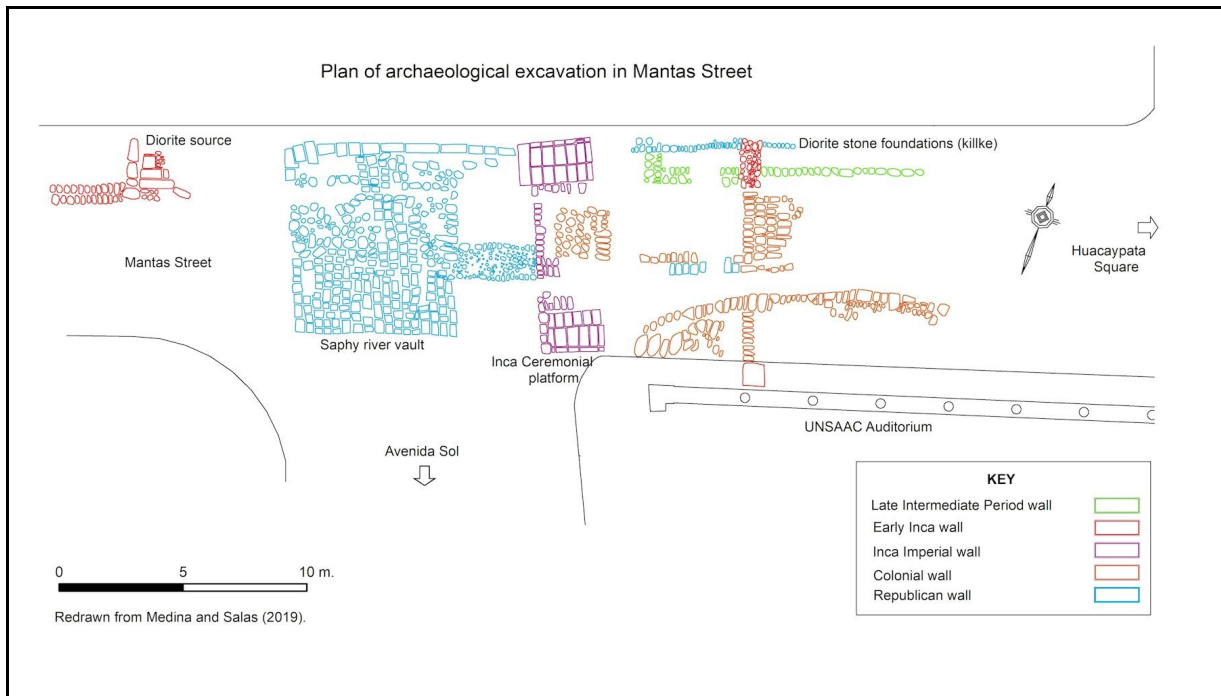 Plan of archaeological excavation in Mantas Street
Diorite source
Diorite stone foundations (killke)
Mantas Street
Huacaypata
Square
Saphy river vault
Inca Ceremonial
platform
UNSAAC Auditorium
Avenida Sol
KEY
Late Intermediate Period wall
Early Inca wall
Inca Imperial wall
Colonial wall
Republican wall
0 5 10 m.
Redrawn from Medina and Salas (2019).